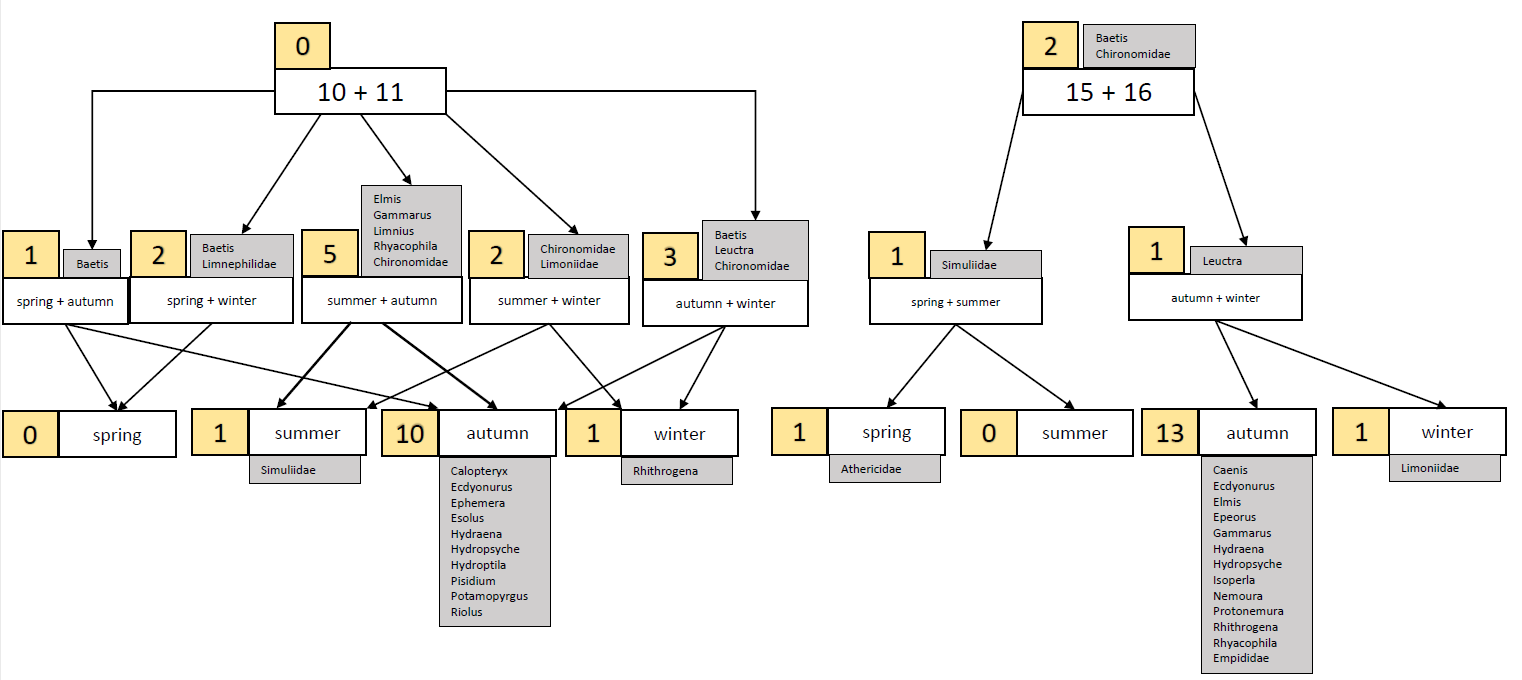 0
10 + 11
2
Baetis
Chironomidae
15 + 16
1
Baetis
spring + autumn
2
Baetis
Limnephilidae
spring + winter
5
Elmis
Gammarus
Limnius
Rhyacophila
Chironomidae
summer + autumn
2
Chironomidae
Limoniidae
summer + winter
3
Baetis
Leuctra
Chironomidae
autumn + winter
1
Simuliidae
spring + summer
1
Leuctra
autumn + winter
0
spring
1
summer
Simuliidae
10
autumn
Calopteryx
Ecdyonurus
Ephemera
Esolus
Hydraena
Hydropsyche
Hydroptila
Pisidium
Potamopyrgus
Riolus
1
winter
Rhithrogena
1
spring
Athericidae
0
summer
13
autumn
Caenis
Ecdyonurus
Elmis
Epeorus
Gammarus
Hydraena
Hydropsyche
Isoperla
Nemoura
Protonemura
Rhithrogena
Rhyacophila
Empididae
1
winter
Limoniidae